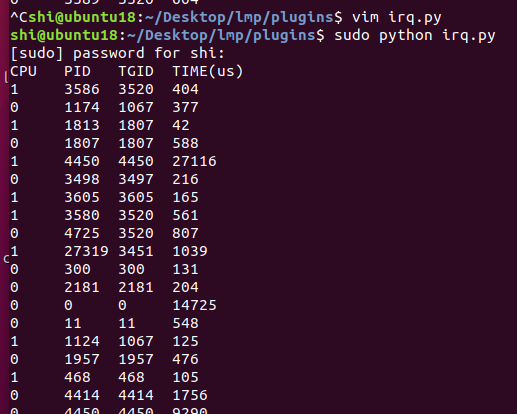 ^Cshi@ubuntu18:~/Desktop/lmp/plugins$ vim irq.py
shi@ubuntu18:~/Desktop/lmp/plugins$ sudo python irq.py
[sudo] password for shi:
CPU PID TGID TIME(us)
1 3586 3520 404
0 1174 1067 377
1 1813 1807 42
0 1807 1807 588
1 4450 4450 27116
0 3498 3497 216
1 3605 3605 165
1 3580 3520 561
0 4725 3520 807
1 27319 3451 1039
0 300 300 131
0 2181 2181 204
0 0 0 14725
0 11 11 548
1 1124 1067 125
0 1957 1957 476
1 468 468 105
0 4414 4414 1756
0 4450 4450 9290